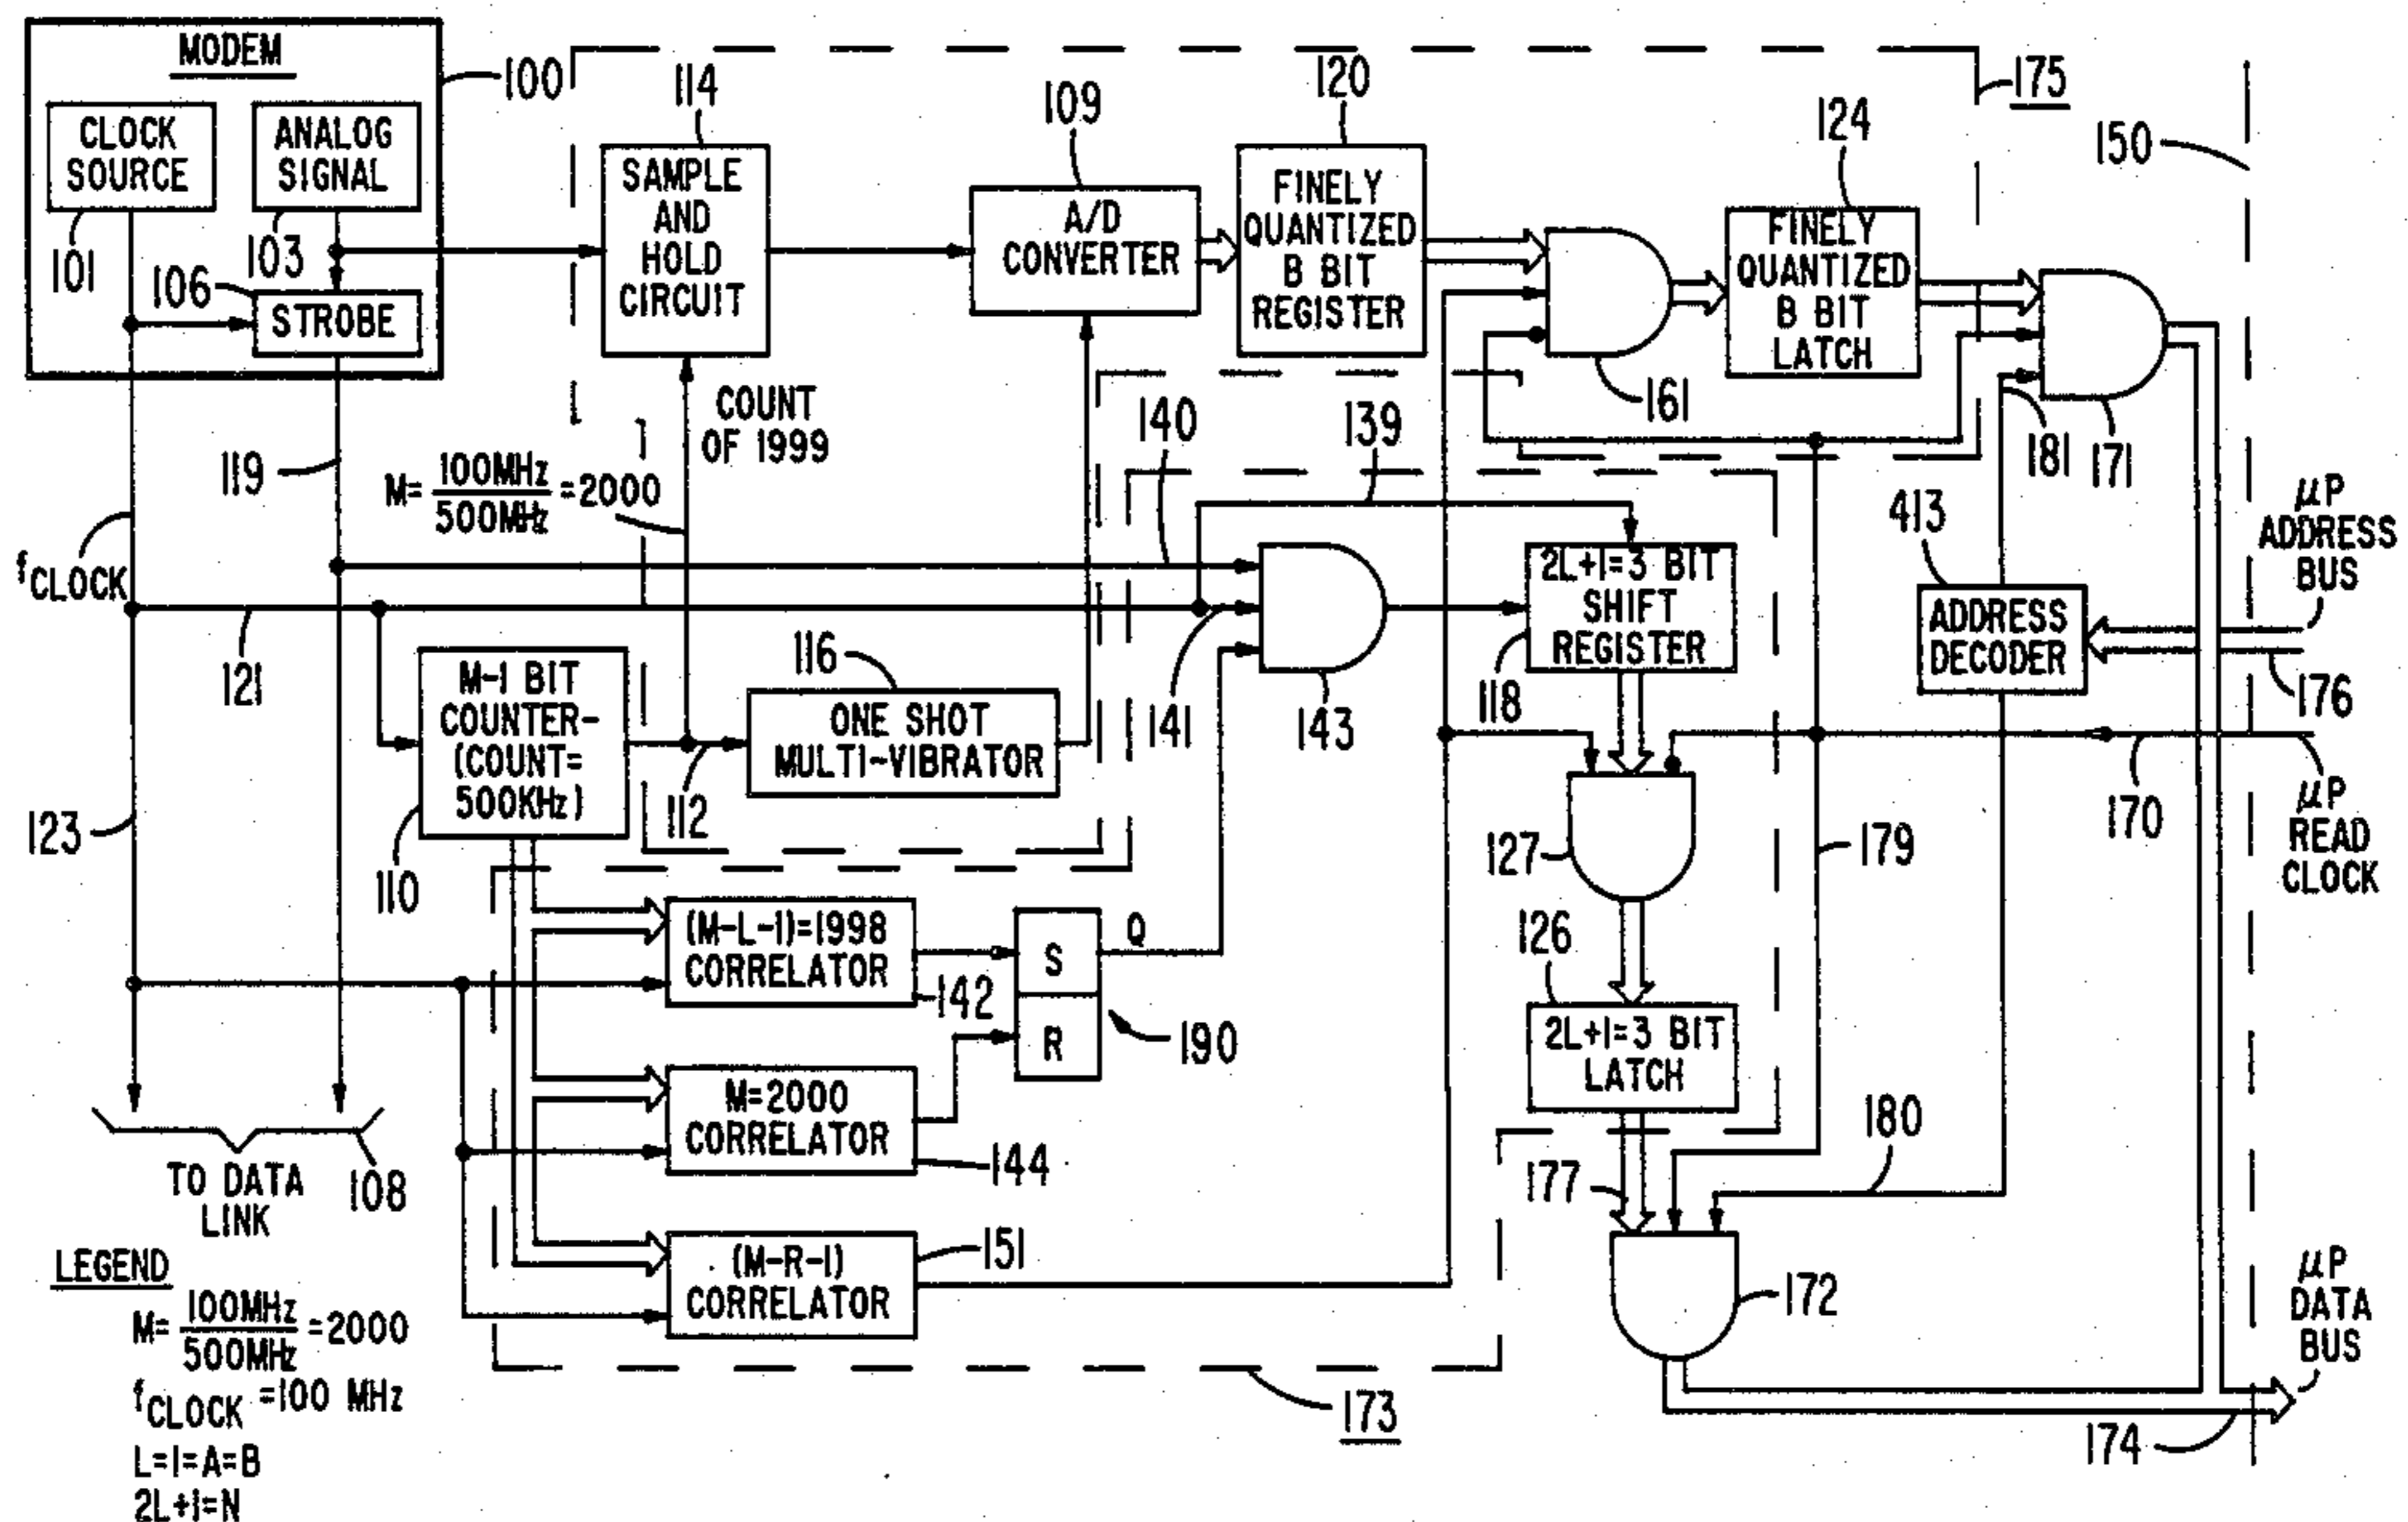 MODEM
100
CLOCK
SOURCE
101
ANALOG
SIGNAL
103
106
STROBE
114
SAMPLE
AND
HOLD
CIRCUIT
109
A/D
CONVERTER
120
FINELY
QUANTIZED
B BIT
REGISTER
161
124
FINELY
QUANTIZED
B BIT
LATCH
175
150
171
181
COUNT
OF 1999
M= 100MHz/500MHz =2000
119
fCLOCK
121
123
140
139
141
143
2L+1=3 BIT
SHIFT
REGISTER
118
413
ADDRESS
DECODER
μP
ADDRESS
BUS
176
M-1 BIT
COUNTER-
(COUNT=
500KHz)
110
112
116
ONE SHOT
MULTI-VIBRATOR
127
179
170
μP
READ
CLOCK
(M-L-1)=1998
CORRELATOR
142
S
R
Q
190
126
2L+1=3 BIT
LATCH
M=2000
CORRELATOR
144
177
180
(M-R-1)
CORRELATOR
151
172
173
174
μP
DATA
BUS
TO DATA
LINK
108
LEGEND
M= 100MHz/500MHz =2000
fCLOCK =100 MHz
L=1=A=B
2L+1=N